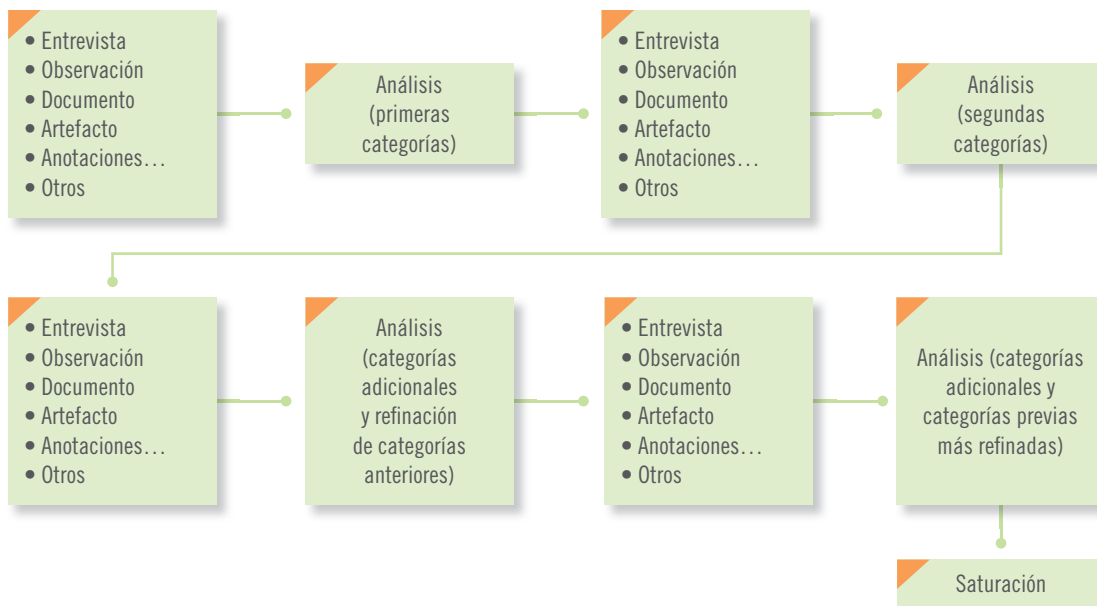 • Entrevista
• Observación
• Documento
• Artefacto
• Anotaciones…
• Otros
Análisis
(primeras
categorías)
• Entrevista
• Observación
• Documento
• Artefacto
• Anotaciones…
• Otros
Análisis
(segundas
categorías)
• Entrevista
• Observación
• Documento
• Artefacto
• Anotaciones…
• Otros
Análisis
(categorías
adicionales
y refinación
de categorías
anteriores)
• Entrevista
• Observación
• Documento
• Artefacto
• Anotaciones…
• Otros
Análisis (categorías
adicionales y
categorías previas
más refinadas)
Saturación